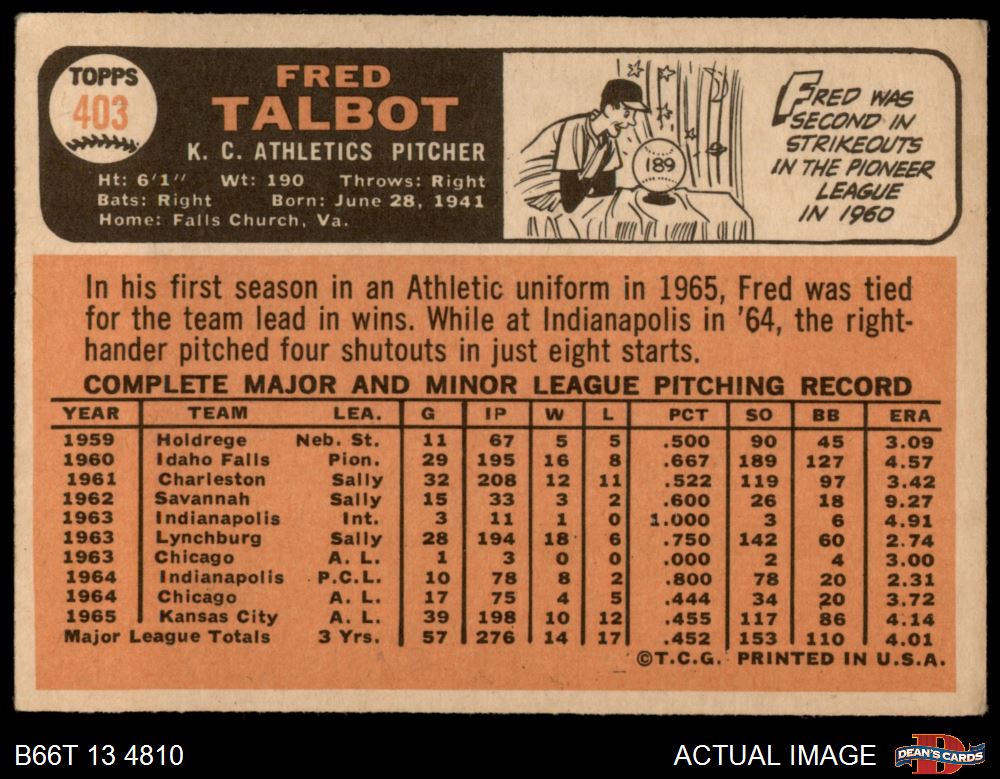 TOPPS
403
FRED
TALBOT
K. C. ATHLETICS PITCHER
Ht: 6'1" Wt: 190 Throws: Right
Bats: Right Born: June 28, 1941
Home: Falls Church, Va.
189
FRED WAS
SECOND IN
STRIKEOUTS
IN THE PIONEER
LEAGUE
IN 1960
In his first season in an Athletic uniform in 1965, Fred was tied
for the team lead in wins. While at Indianapolis in '64, the right-
hander pitched four shutouts in just eight starts.
COMPLETE MAJOR AND MINOR LEAGUE PITCHING RECORD
YEAR TEAM LEA. G IP W L PCT SO BB ERA
1959 Holdrege Neb. St. 11 67 5 5 .500 90 45 3.09
1960 Idaho Falls Pion. 29 195 16 8 .667 189 127 4.57
1961 Charleston Sally 32 208 12 11 .522 119 97 3.42
1962 Savannah Sally 15 33 3 2 .600 26 18 9.27
1963 Indianapolis Int. 3 11 1 0 1.000 3 6 4.91
1963 Lynchburg Sally 28 194 18 6 .750 142 60 2.74
1963 Chicago A. L. 1 3 0 0 .000 2 4 3.00
1964 Indianapolis P.C.L. 10 78 8 2 .800 78 20 2.31
1964 Chicago A. L. 17 75 4 5 .444 34 20 3.72
1965 Kansas City A. L. 39 198 10 12 .455 117 86 4.14
Major League Totals 3 Yrs. 57 276 14 17 .452 153 110 4.01
©T.C.G. PRINTED IN U.S.A.
B66T 13 4810
ACTUAL IMAGE
D
DEAN'S CARDS